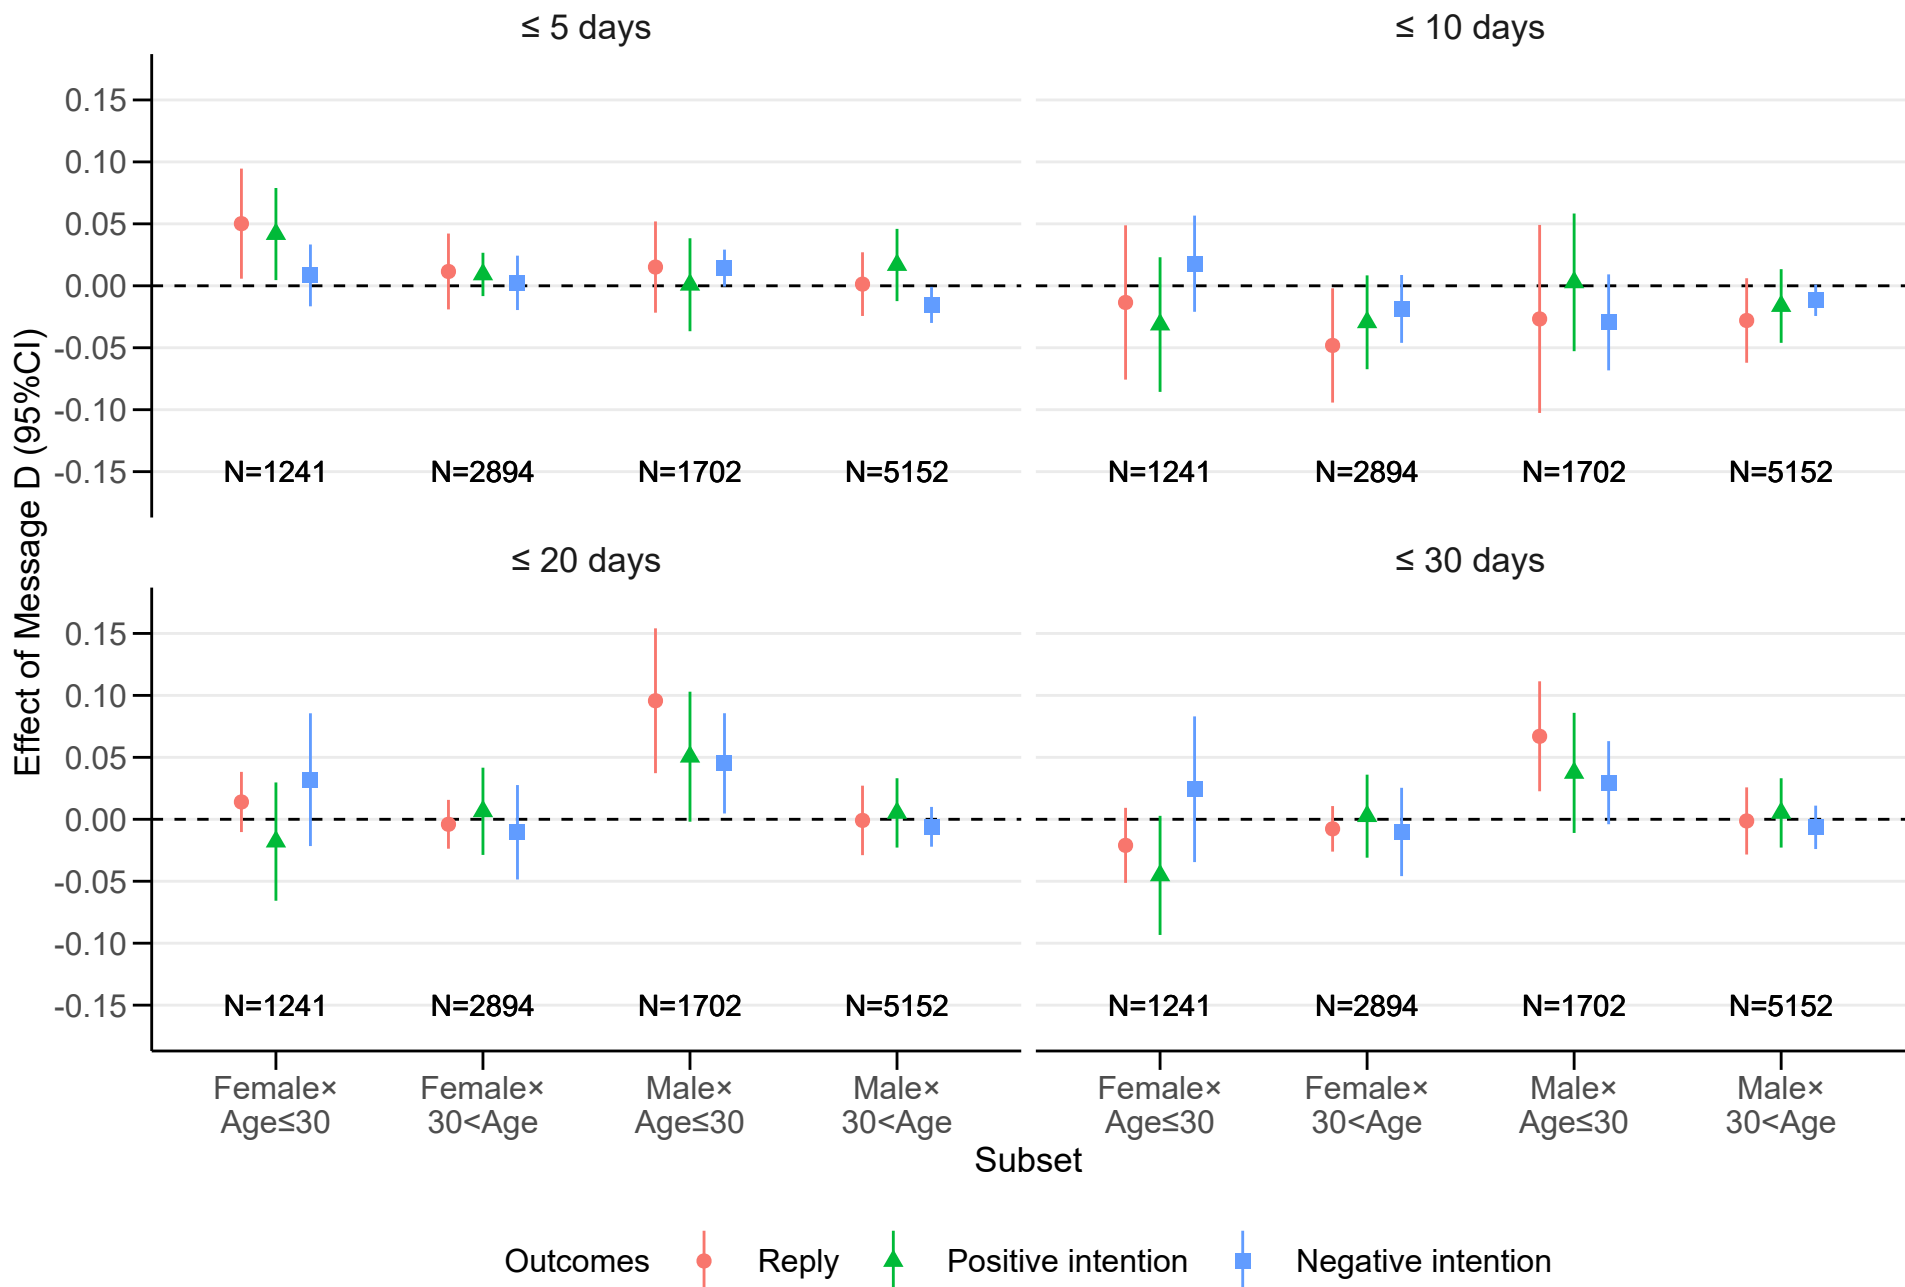 ≤ 5 days
≤ 10 days
0.15
0.10
0.05
0.00
-0.05
-0.10
-0.15
N=1241 N=2894 N=1702 N=5152
N=1241 N=2894 N=1702 N=5152
Effect of Message D (95%CI)
≤ 20 days
≤ 30 days
0.15
0.10
0.05
0.00
-0.05
-0.10
-0.15
N=1241 N=2894 N=1702 N=5152
N=1241 N=2894 N=1702 N=5152
Female× Female× Male× Male×
Age≤30 30<Age Age≤30 30<Age
Female× Female× Male× Male×
Age≤30 30<Age Age≤30 30<Age
Subset
Outcomes Reply Positive intention Negative intention